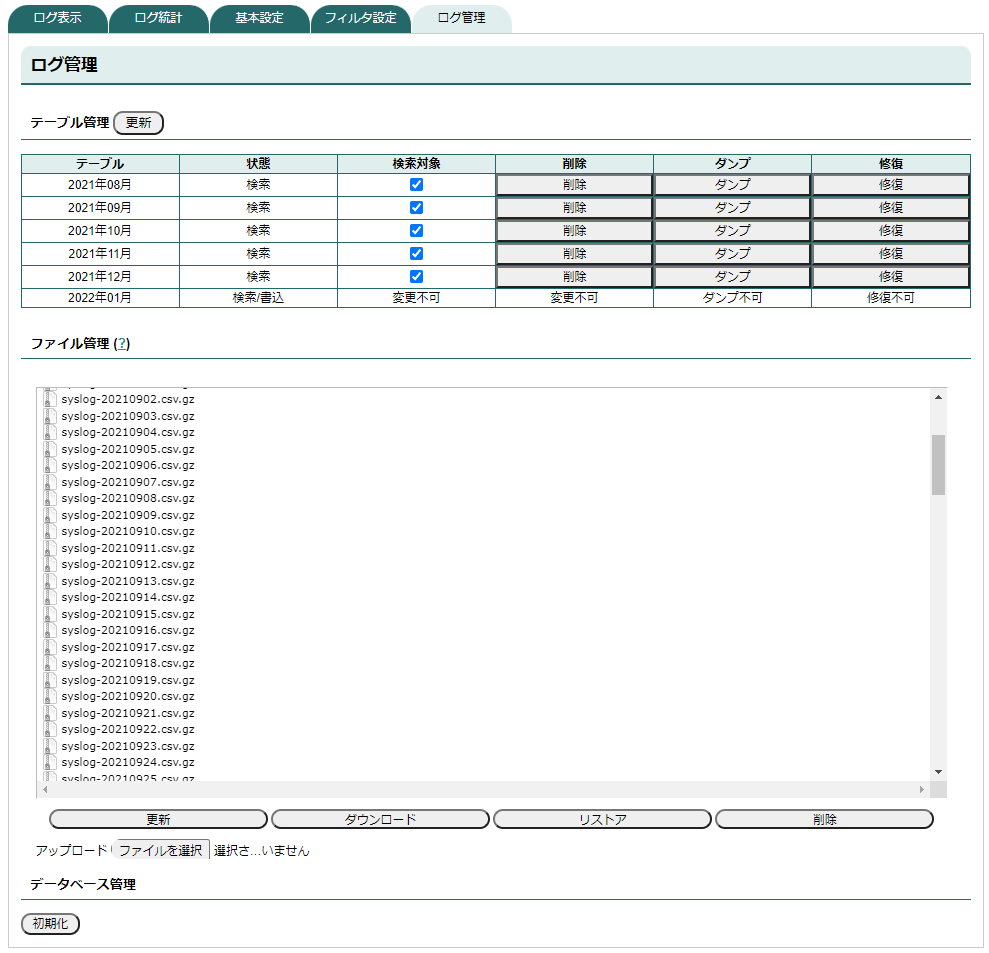 ログ表示 ログ統計 基本設定 フィルタ設定 ログ管理
ログ管理
テーブル管理 更新
テーブル 状態 検索対象 削除 ダンプ 修復
2021年08月 検索 削除 ダンプ 修復
2021年09月 検索 削除 ダンプ 修復
2021年10月 検索 削除 ダンプ 修復
2021年11月 検索 削除 ダンプ 修復
2021年12月 検索 削除 ダンプ 修復
2022年01月 検索/書込 変更不可 変更不可 ダンプ不可 修復不可
ファイル管理 (?)
syslog-20210902.csv.gz
syslog-20210903.csv.gz
syslog-20210904.csv.gz
syslog-20210905.csv.gz
syslog-20210906.csv.gz
syslog-20210907.csv.gz
syslog-20210908.csv.gz
syslog-20210909.csv.gz
syslog-20210910.csv.gz
syslog-20210911.csv.gz
syslog-20210912.csv.gz
syslog-20210913.csv.gz
syslog-20210914.csv.gz
syslog-20210915.csv.gz
syslog-20210916.csv.gz
syslog-20210917.csv.gz
syslog-20210918.csv.gz
syslog-20210919.csv.gz
syslog-20210920.csv.gz
syslog-20210921.csv.gz
syslog-20210922.csv.gz
syslog-20210923.csv.gz
syslog-20210924.csv.gz
syslog-20210925.csv.gz
更新 ダウンロード リストア 削除
アップロード ファイルを選択 選択さ...いません
データベース管理
初期化